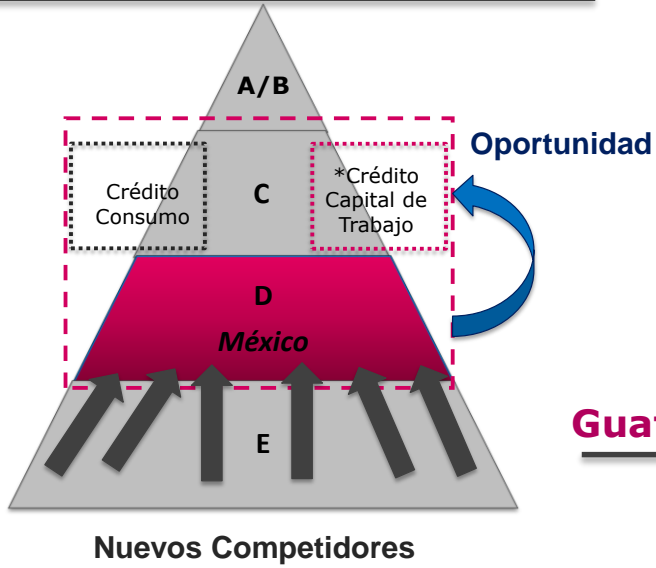 A/B
Oportunidad
Crédito
Consumo
C
*Crédito
Capital de
Trabajo
D
México
E
Nuevos Competidores